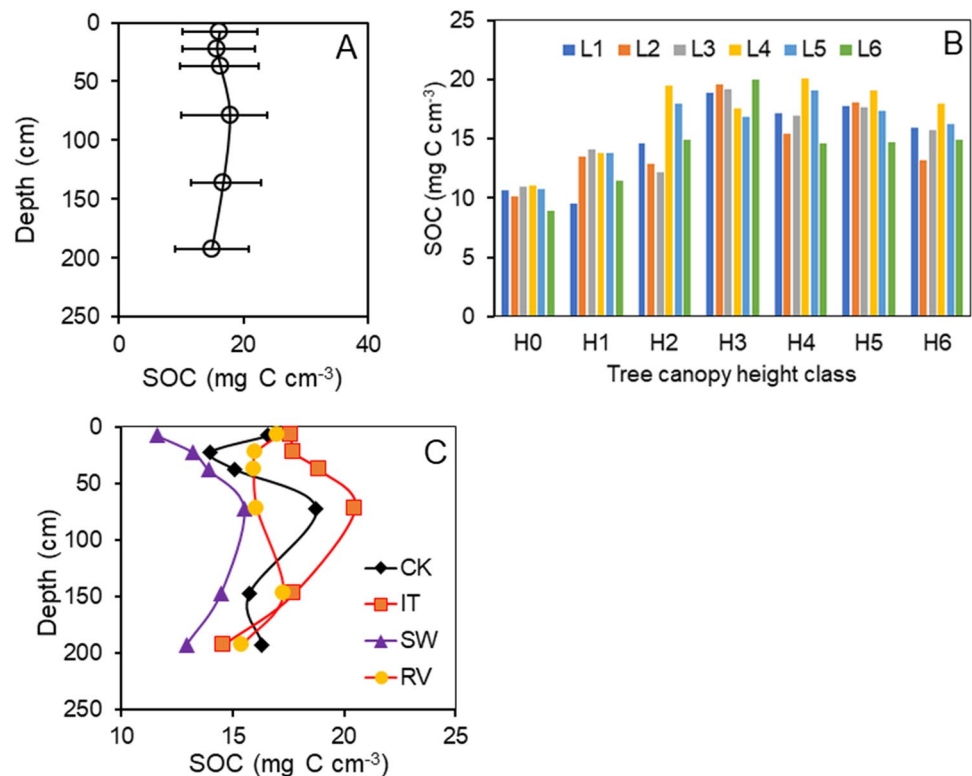 A
0
50
100
150
200
250
Depth (cm)
0 20 40
SOC (mg C cm-3)
B
L1 L2 L3 L4 L5 L6
25
20
15
10
5
0
SOC (mg C cm-3)
H0 H1 H2 H3 H4 H5 H6
Tree canopy height class
C
0
50
100
150
200
250
Depth (cm)
CK
IT
SW
RV
10 15 20 25
SOC (mg C cm-3)